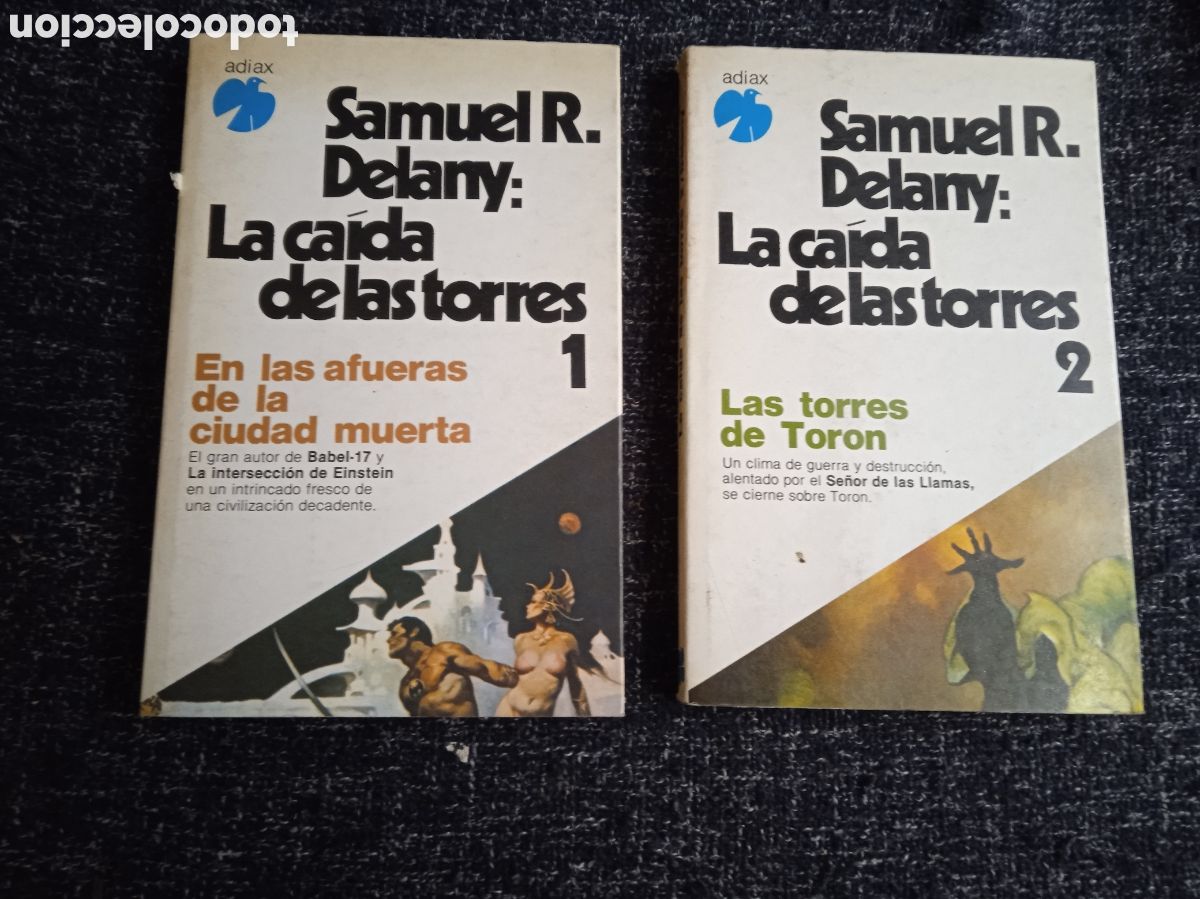 todocoleccion
adiax
Samuel R.
Delany:
La caída
de las torres
1
En las afueras
de la
ciudad muerta
El gran autor de Babel-17 y
La intersección de Einstein
en un intrincado fresco de
una civilización decadente.
adiax
Samuel R.
Delany:
La caída
de las torres
2
Las torres
de Toron
Un clima de guerra y destrucción,
alentado por el Señor de las Llamas,
se cierne sobre Toron.